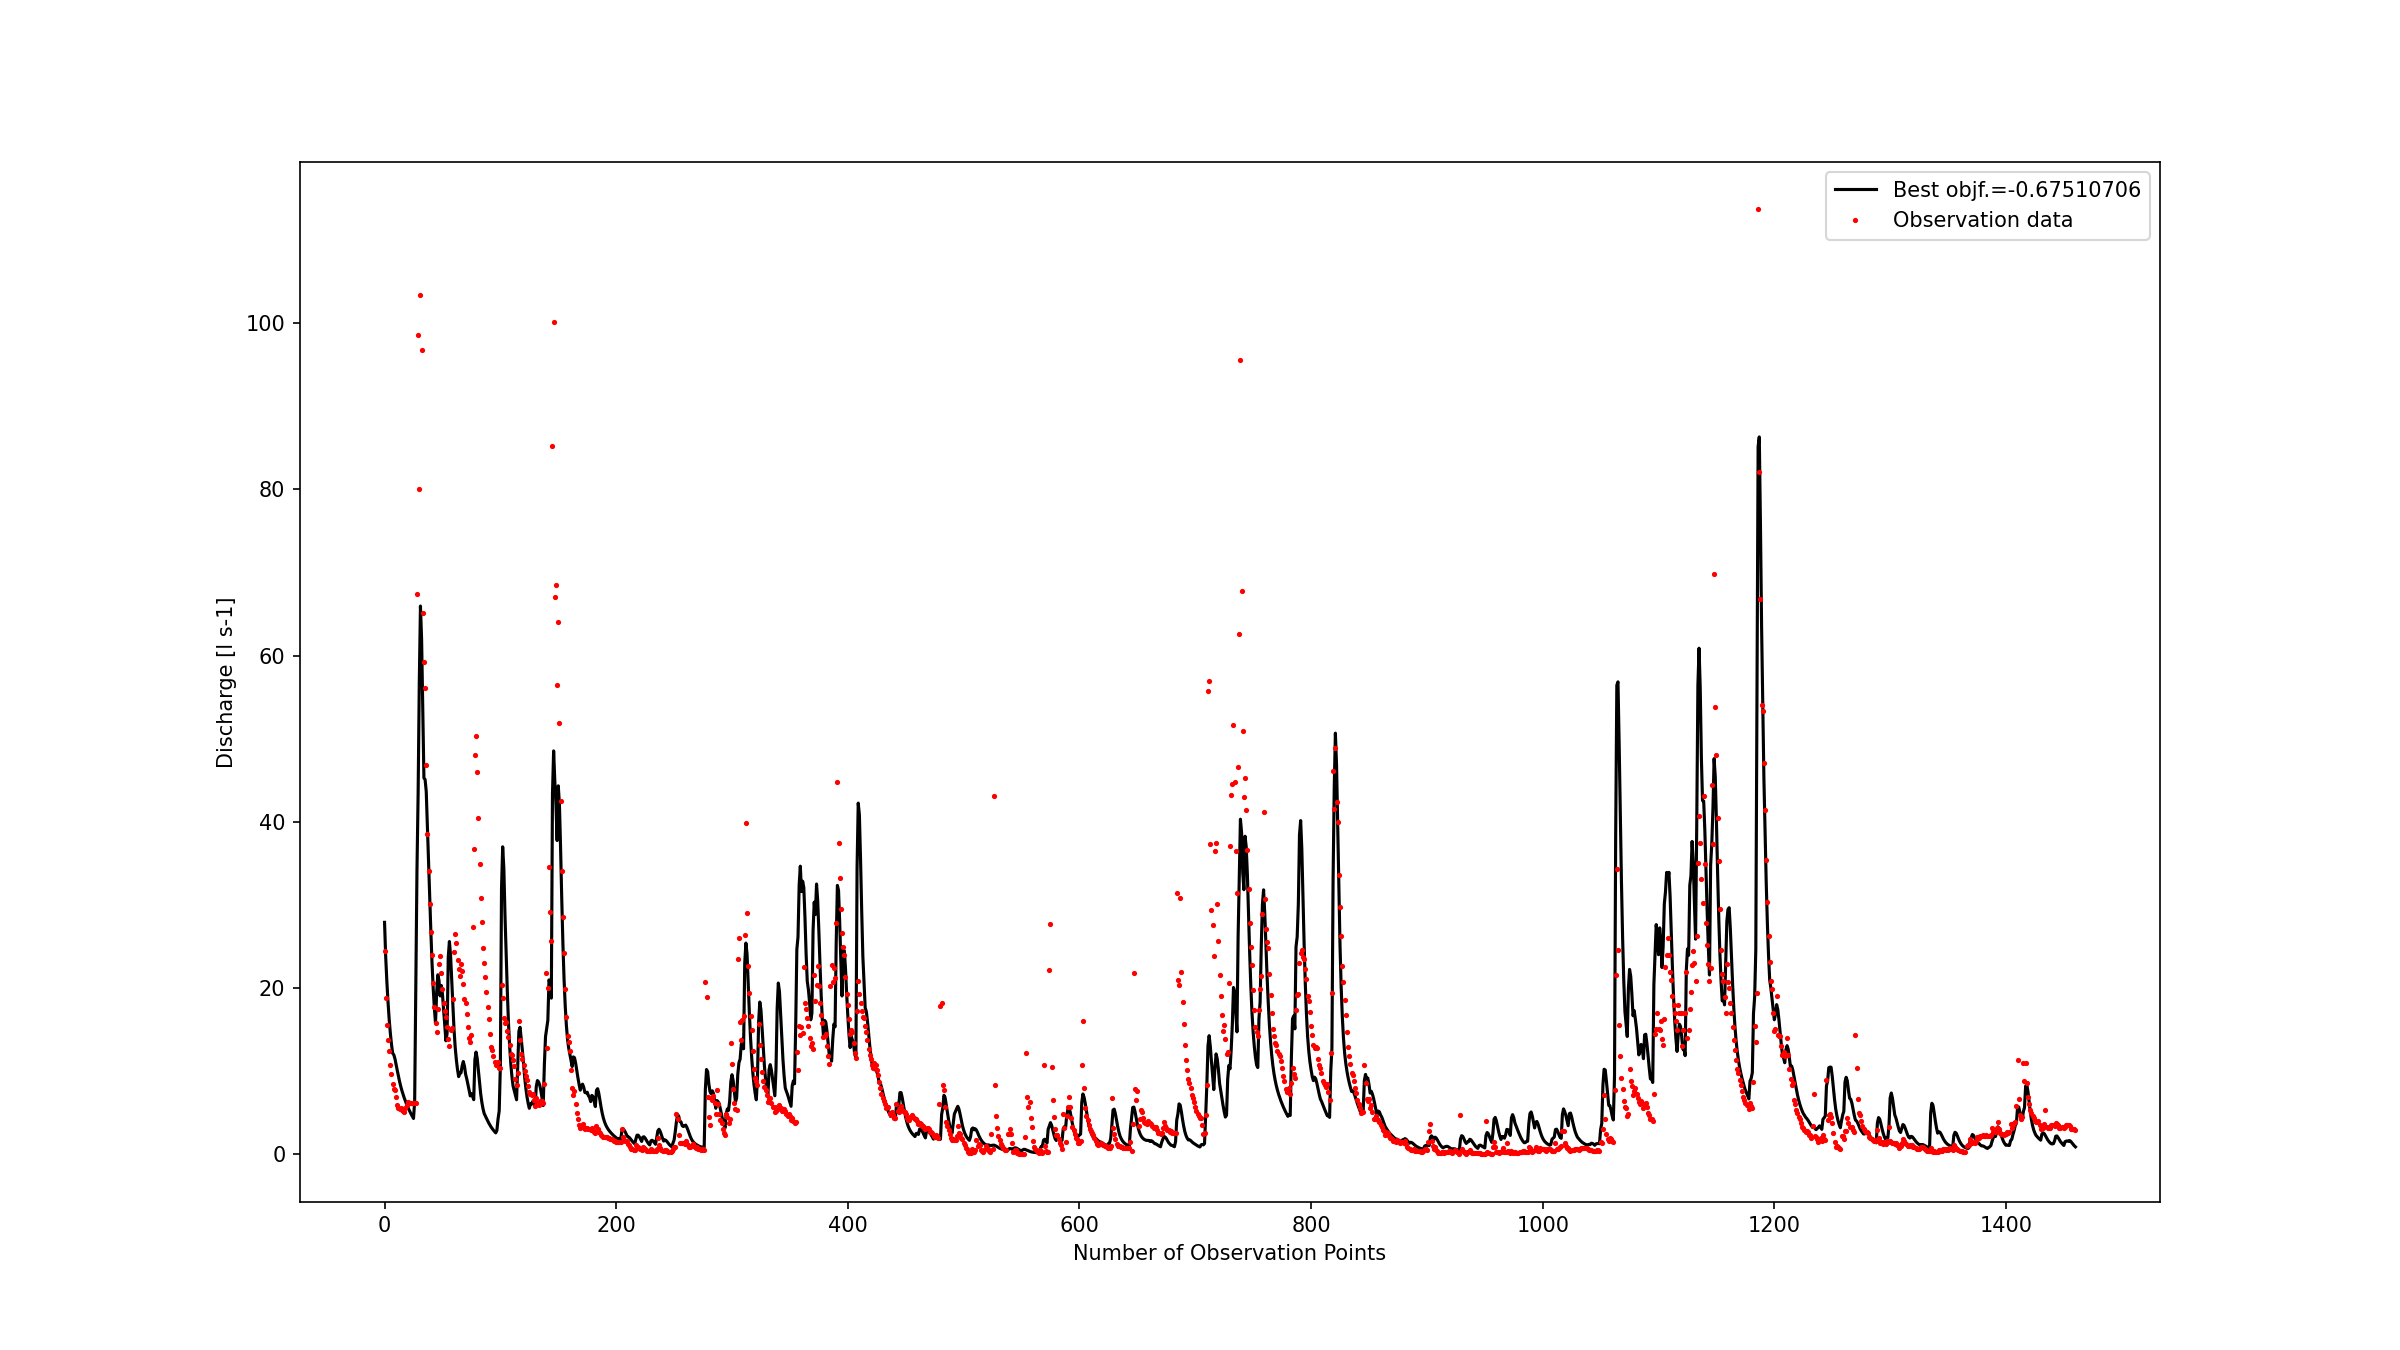 Best objf.=-0.67510706
Observation data
100
80
60
40
20
0
Discharge [l s-1]
0 200 400 600 800 1000 1200 1400
Number of Observation Points